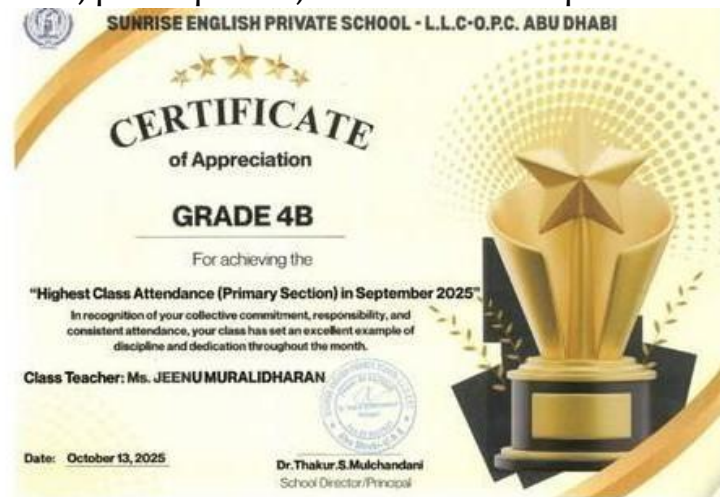 SUNRISE ENGLISH PRIVATE SCHOOL - L.L.C-O.P.C. ABU DHABI
CERTIFICATE
of Appreciation
GRADE 4B
For achieving the
"Highest Class Attendance (Primary Section) in September 2025"
In recognition of your collective commitment, responsibility, and
consistent attendance, your class has set an excellent example of
discipline and dedication throughout the month.
Class Teacher: Ms. JEENU MURALIDHARAN
Date: October 13, 2025
Dr.Thakur.S.Mulchandani
School Director/Principal